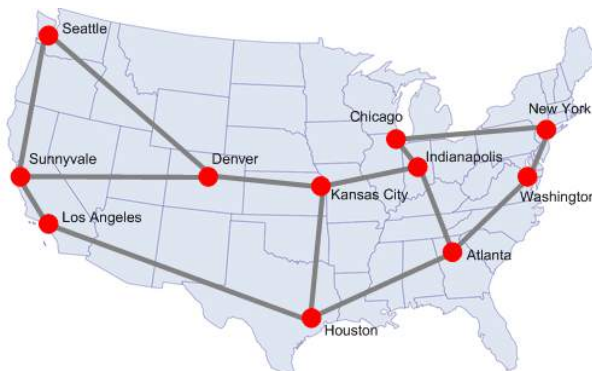 Seattle
New York
Chicago
Sunnyvale
Denver
Indianapolis
Kansas City
Washington
Los Angeles
Atlanta
Houston